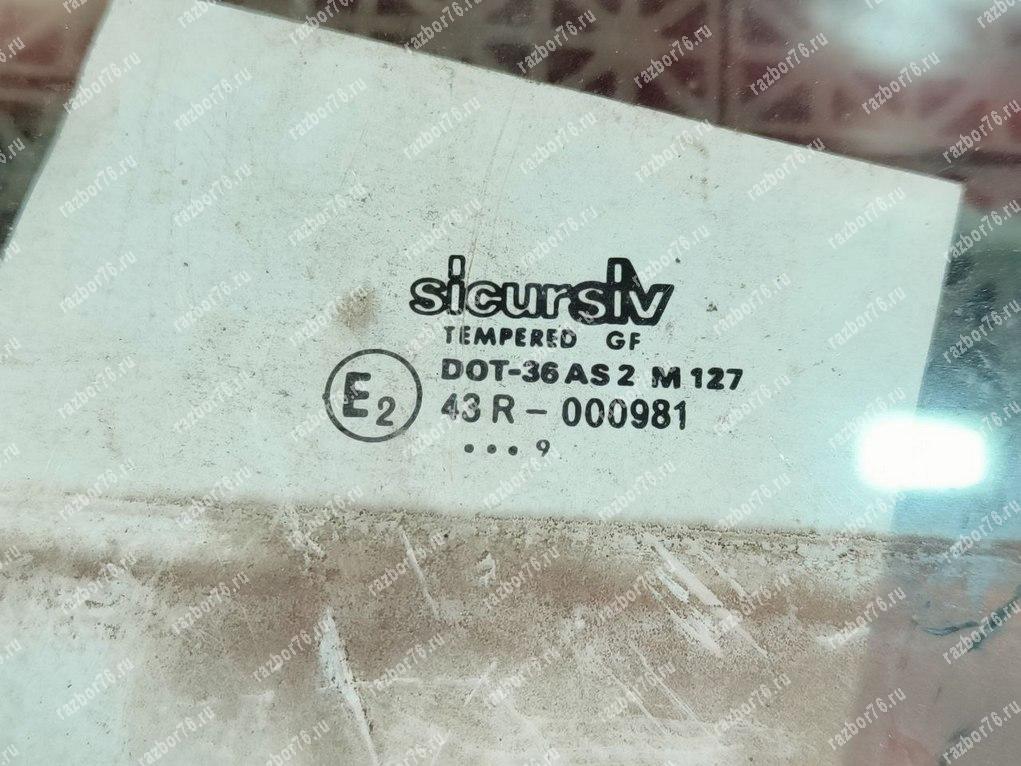 sicursiv
TEMPERED GF
DOT-36 AS 2 M 127
E2
43 R - 000981
••• 9
razbor76.ru